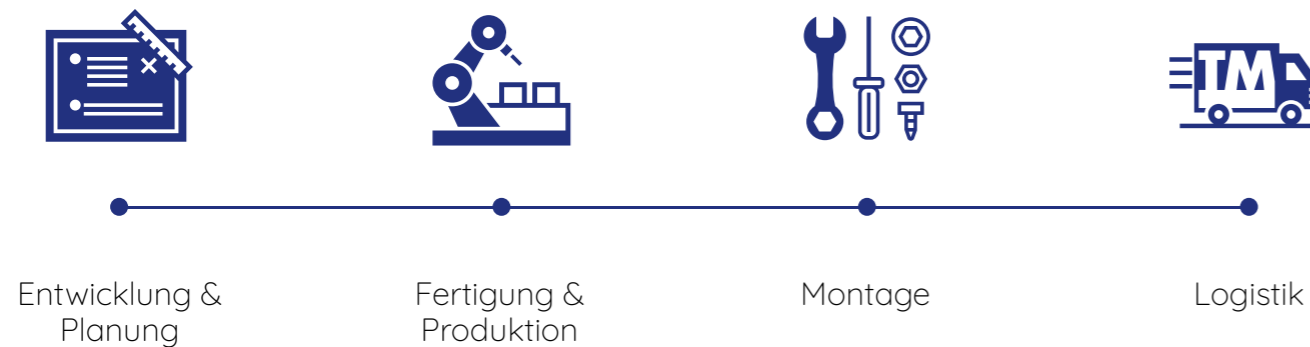 TM
Entwicklung &
Planung
Fertigung &
Produktion
Montage
Logistik